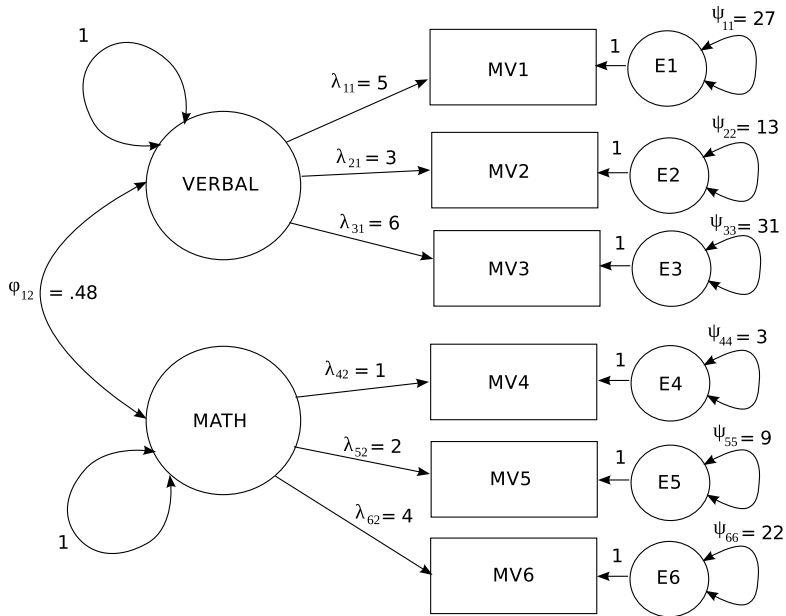 ψ₁₁= 27
1
1
λ₁₁= 5
MV1
E1
ψ₂₂= 13
1
λ₂₁= 3
MV2
E2
VERBAL
ψ₃₃= 31
λ₃₁= 6
1
MV3
E3
φ₁₂ = .48
ψ₄₄= 3
1
λ₄₂= 1
MV4
E4
MATH
ψ₅₅= 9
λ₅₂= 2
1
MV5
E5
λ₆₂= 4
ψ₆₆= 22
1
1
MV6
E6